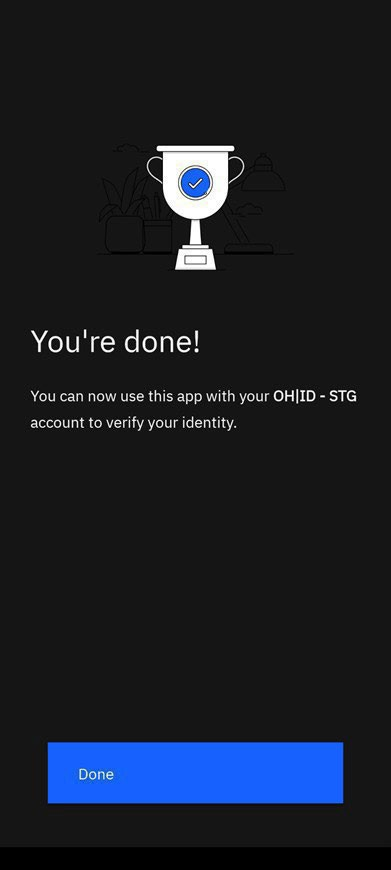 You're done!
You can now use this app with your OH|ID - STG
account to verify your identity.
Done